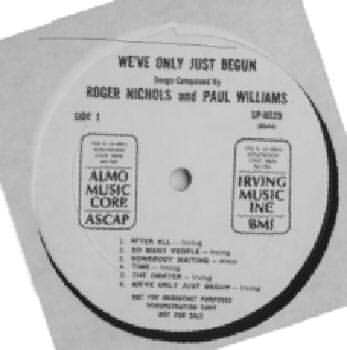 WE'VE ONLY JUST BEGUN
Songs Composed by
ROGER NICHOLS and PAUL WILLIAMS
SIDE 1
ALMO
MUSIC
CORP.
ASCAP
IRVING
MUSIC
INC
BMI
1. AFTER ALL - Irving
2. SO MANY PEOPLE - Irving
3. SOMEBODY WAITING - Almo
4. TIME - Irving
5. THE DRIFTER - Irving
6. WE'VE ONLY JUST BEGUN - Irving
NOT FOR BROADCAST PURPOSES
DEMONSTRATION COPY
NOT FOR SALE